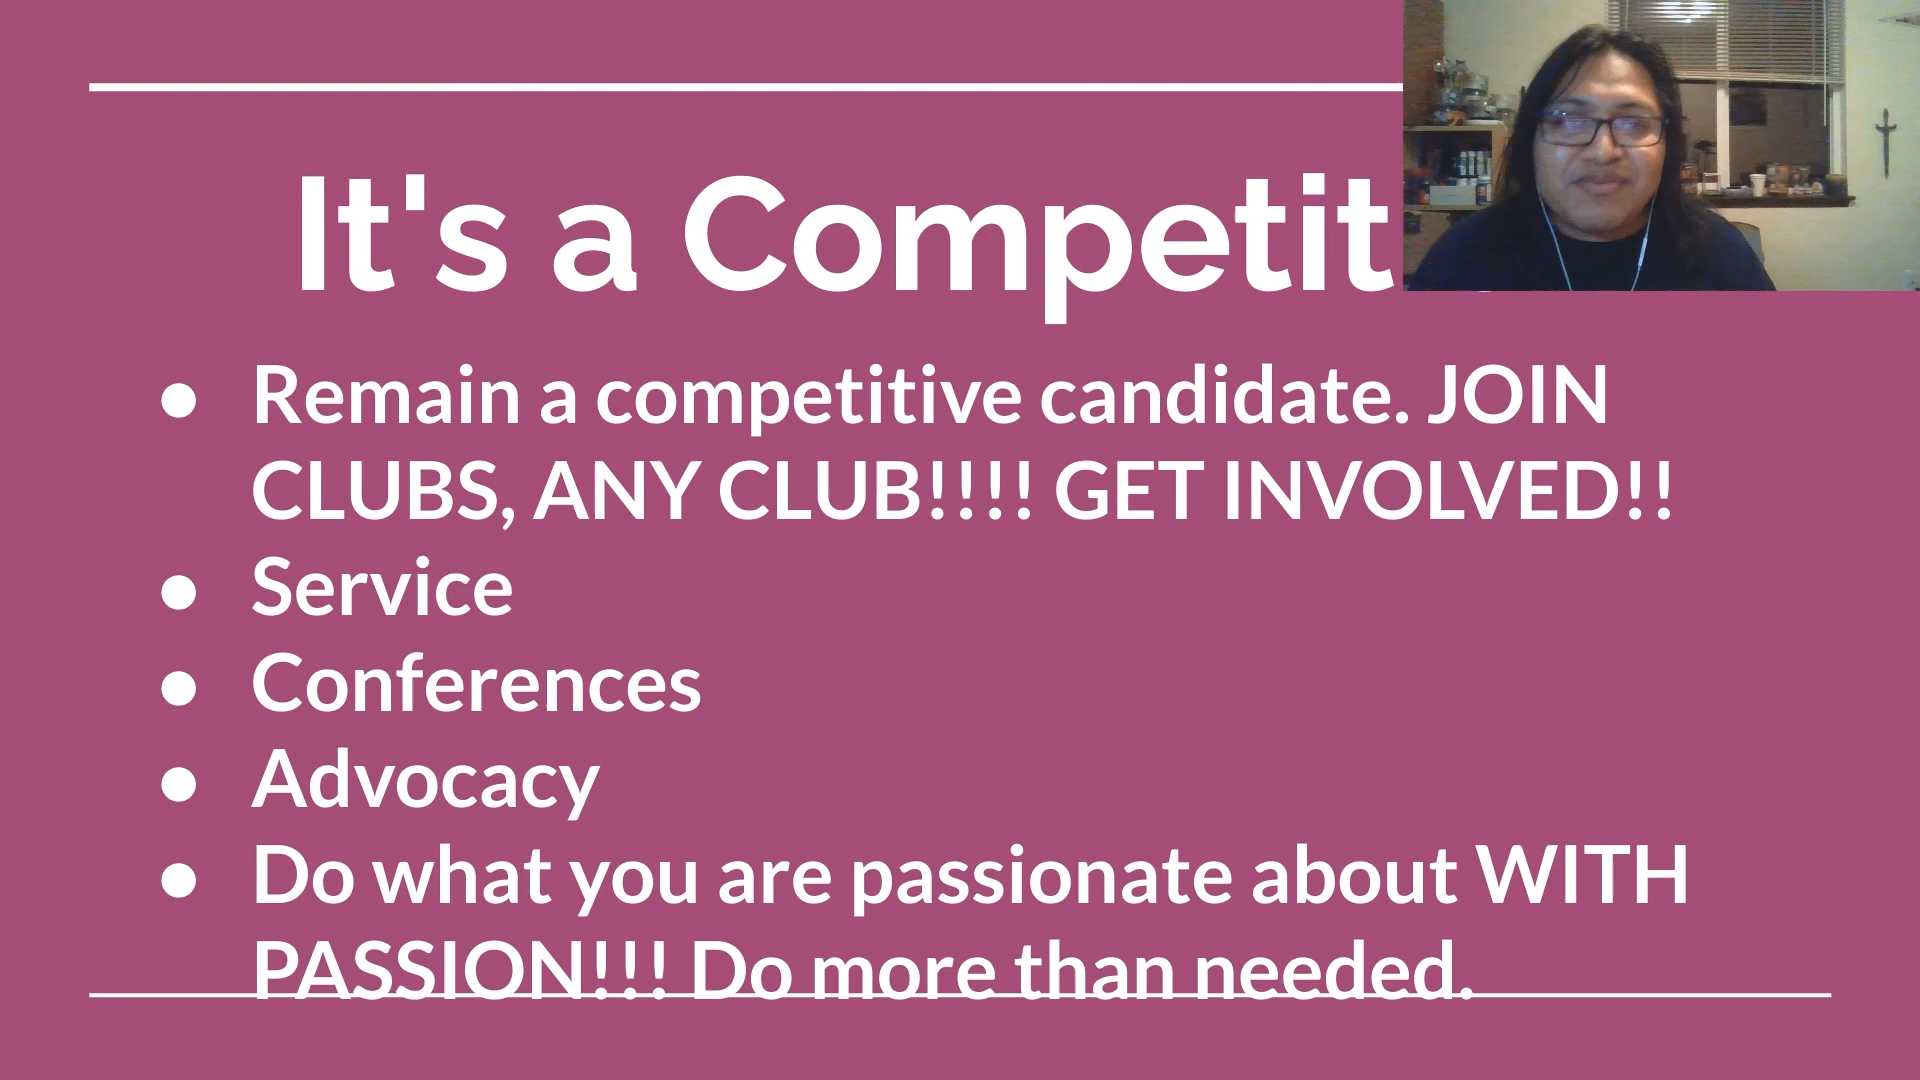 It's a Competit
● Remain a competitive candidate. JOIN
CLUBS, ANY CLUB!!!! GET INVOLVED!!
● Service
● Conferences
● Advocacy
● Do what you are passionate about WITH
PASSION!!! Do more than needed.